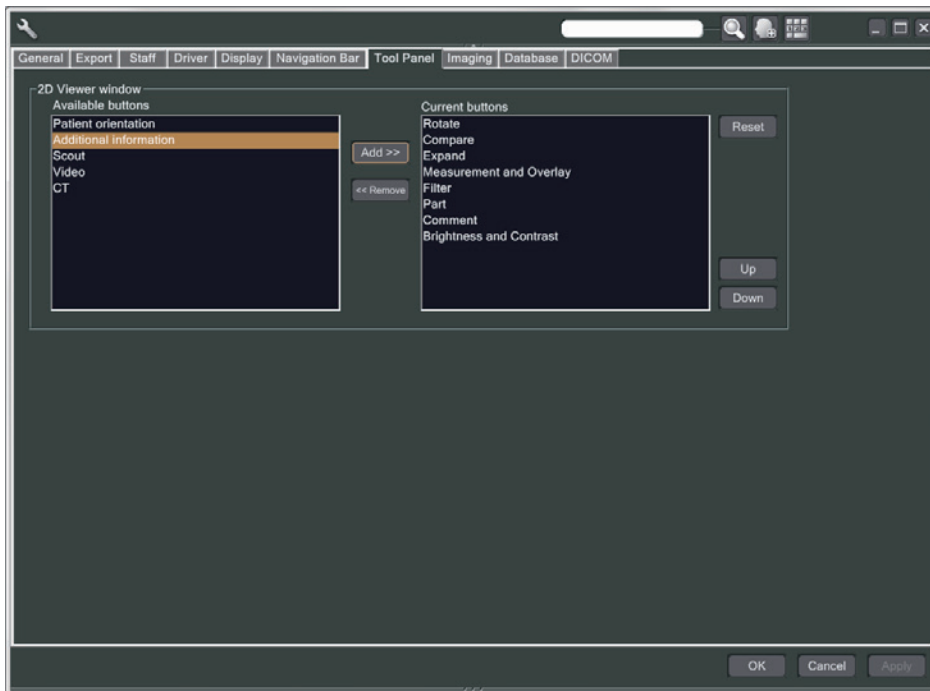 General Export Staff Driver Display Navigation Bar Tool Panel Imaging Database DICOM
2D Viewer window
Available buttons
Patient orientation
Additional information
Scout
Video
CT
Add >>
<< Remove
Current buttons
Rotate
Compare
Expand
Measurement and Overlay
Filter
Part
Comment
Brightness and Contrast
Reset
Up
Down
OK Cancel Apply